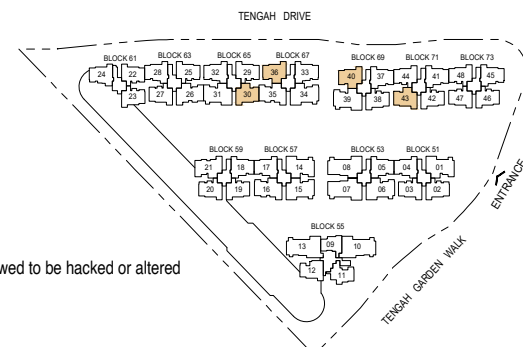 TENGAH DRIVE
BLOCK 61 BLOCK 63 BLOCK 65 BLOCK 67 BLOCK 69 BLOCK 71 BLOCK 73
24 22 28 25 32 29 36 33 40 37 44 41 48 45
23 27 26 31 30 35 34 39 38 43 42 47 46
BLOCK 59 BLOCK 57 BLOCK 53 BLOCK 51
21 18 17 14 08 05 04 01
20 19 16 15 07 06 03 02
ENTRANCE
BLOCK 55
13 09 10
12 11
wed to be hacked or altered
TENGAH GARDEN WALK